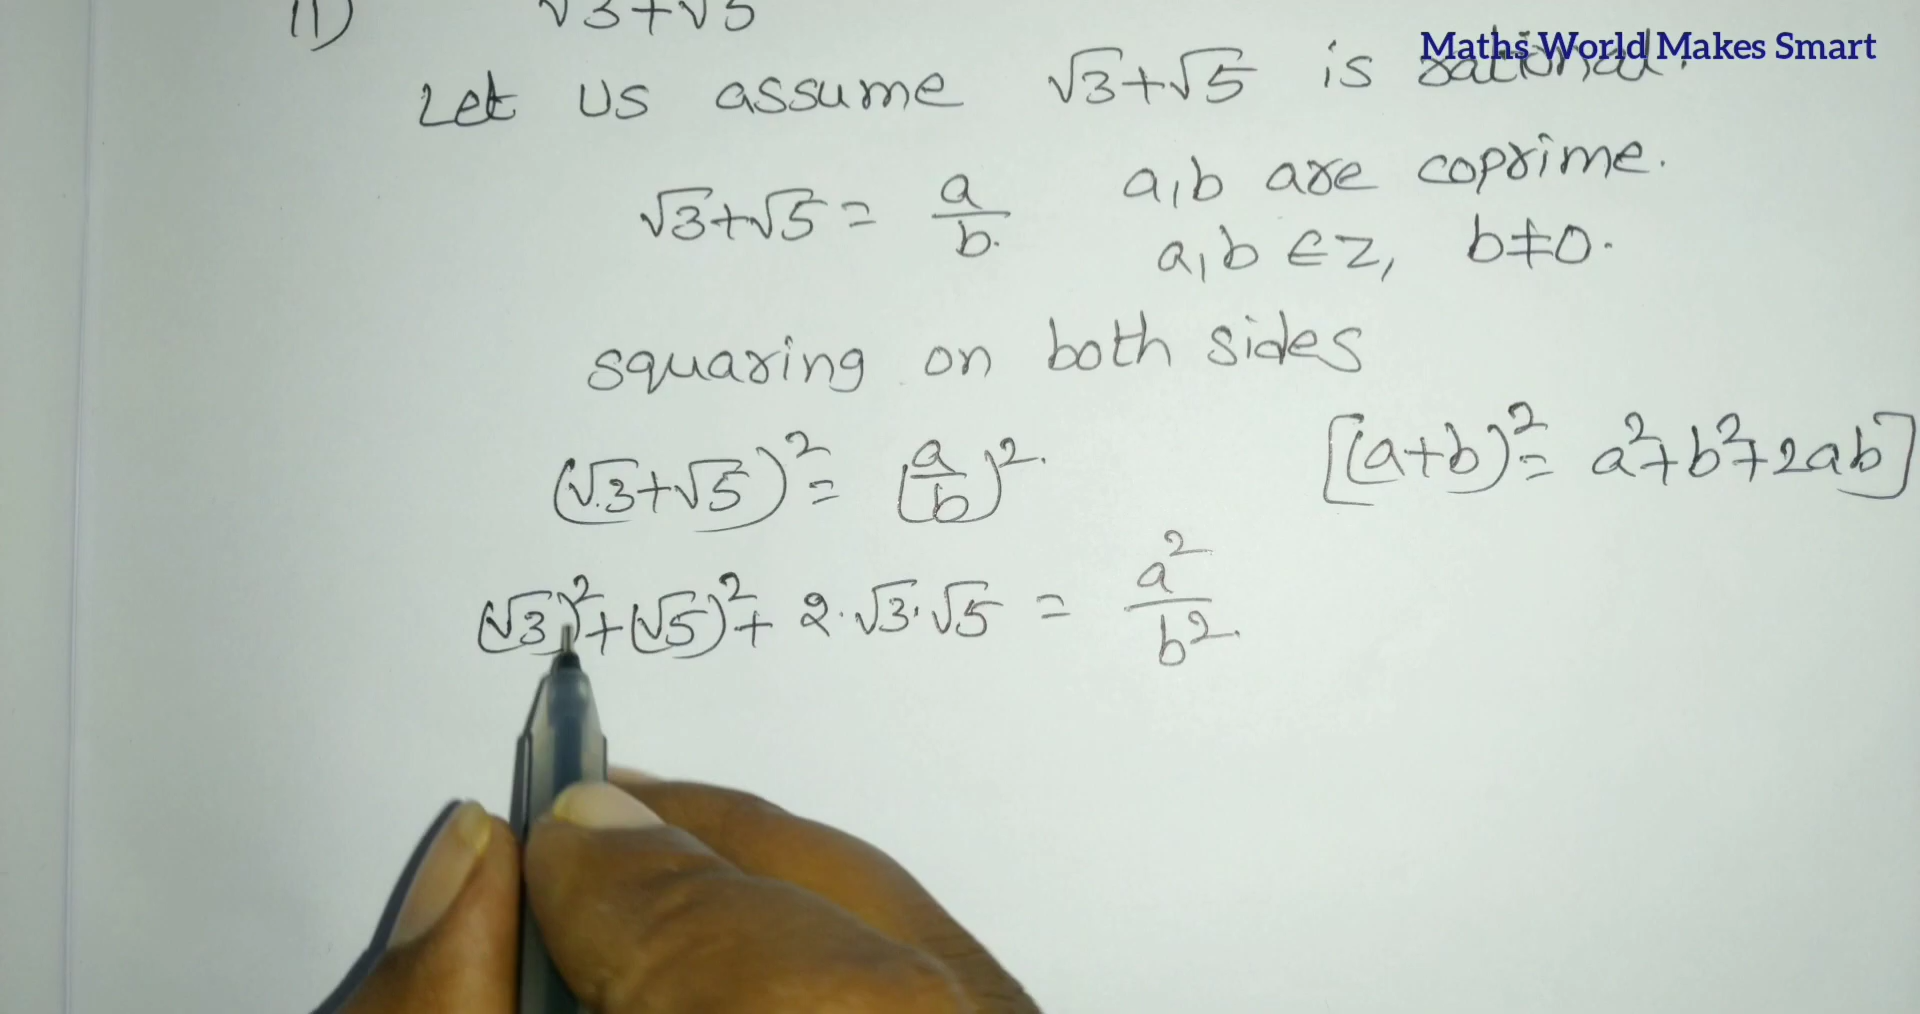 11) √3+√5
Maths World Makes Smart
Let us assume √3+√5 is rational.
√3+√5 = a/b. a,b are coprime.
a,b ∈ Z, b≠0.
squaring on both sides
(√3+√5)² = (a/b)². [(a+b)² = a²+b²+2ab]
(√3)²+(√5)²+ 2·√3·√5 = a²/b².